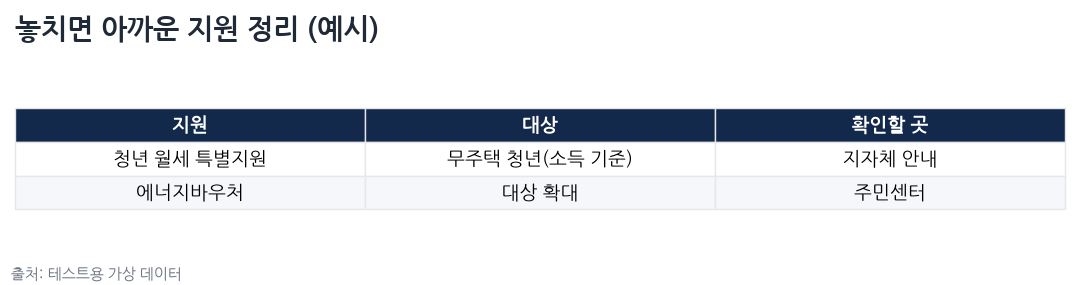 놓치면 아까운 지원 정리 (예시)
지원 대상 확인할 곳
청년 월세 특별지원 무주택 청년(소득 기준) 지자체 안내
에너지바우처 대상 확대 주민센터
출처: 테스트용 가상 데이터